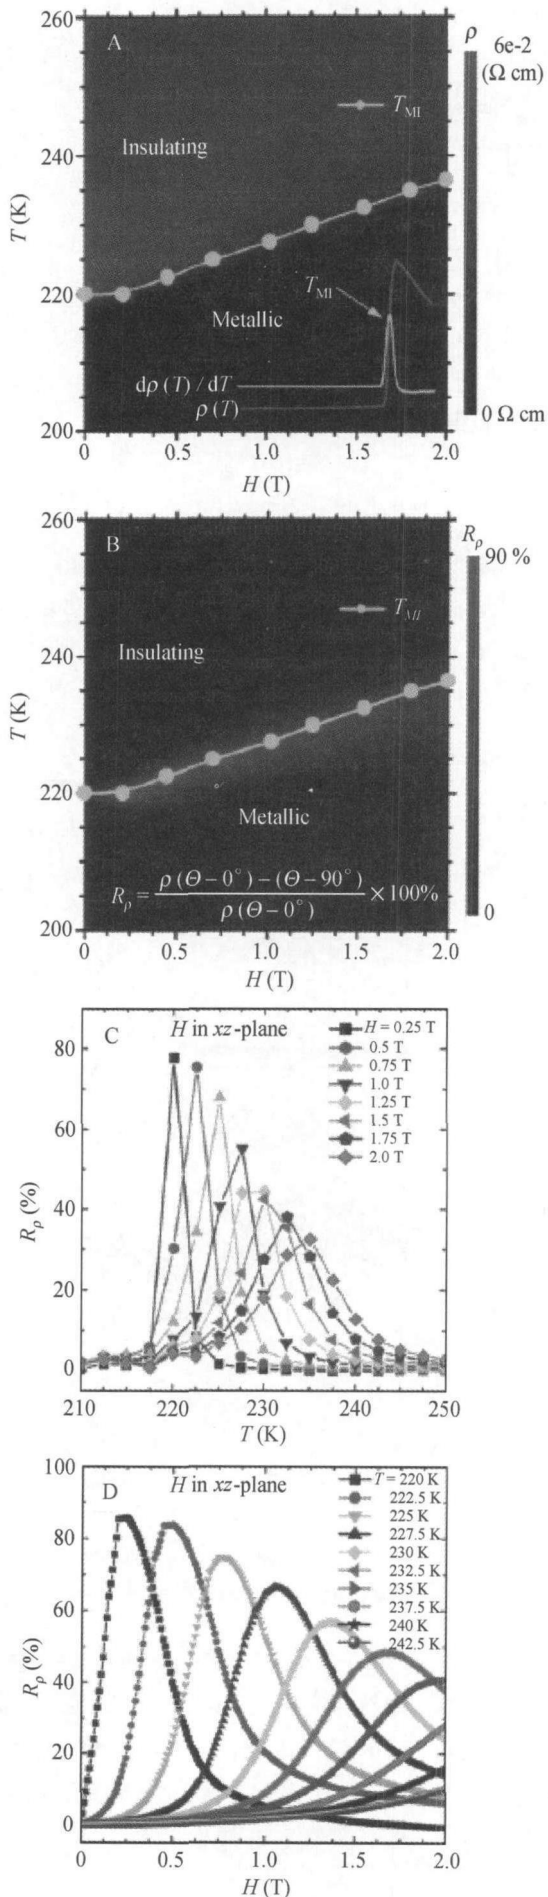 260
A
ρ
6e-2
(Ω cm)
T_MI
Insulating
240
T (K)
T_MI
220
Metallic
dρ (T) / dT
ρ (T)
200
0 Ω cm
0 0.5 1.0 1.5 2.0
H (T)
260
B
R_ρ
90 %
T_MI
Insulating
240
T (K)
220
Metallic
R_ρ = ρ (Θ−0°) − (Θ−90°) / ρ (Θ−0°) × 100%
200
0
0 0.5 1.0 1.5 2.0
H (T)
C
H in xz-plane
H = 0.25 T
0.5 T
0.75 T
1.0 T
1.25 T
1.5 T
1.75 T
2.0 T
80
60
40
20
0
R_ρ (%)
210 220 230 240 250
T (K)
100
D
H in xz-plane
T = 220 K
222.5 K
225 K
227.5 K
230 K
232.5 K
235 K
237.5 K
240 K
242.5 K
80
60
40
20
0
R_ρ (%)
0 0.5 1.0 1.5 2.0
H (T)